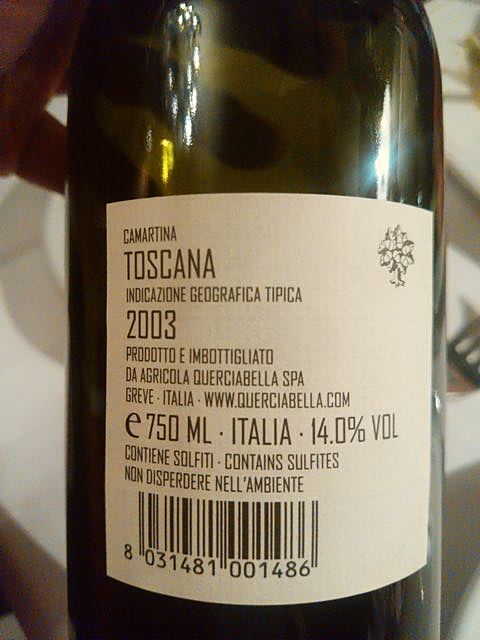 CAMARTINA
TOSCANA
INDICAZIONE GEOGRAFICA TIPICA
2003
PRODOTTO E IMBOTTIGLIATO
DA AGRICOLA QUERCIABELLA SPA
GREVE · ITALIA · WWW.QUERCIABELLA.COM
e 750 ML · ITALIA · 14.0% VOL
CONTIENE SOLFITI · CONTAINS SULFITES
NON DISPERDERE NELL'AMBIENTE
8 031481 001486